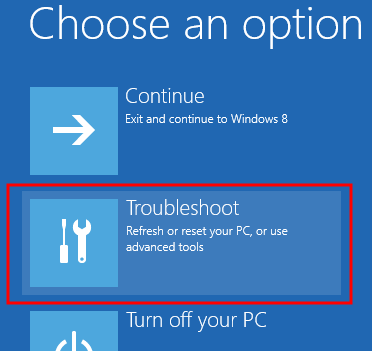 Choose an option
Continue
Exit and continue to Windows 8
Troubleshoot
Refresh or reset your PC, or use
advanced tools
Turn off your PC